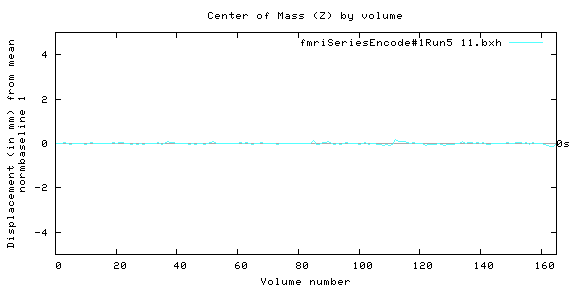 Center of Mass (Z) by volume
fmriSeriesEncode#1Run5 11.bxh
Displacement (in mm) from mean
normbaseline 1
4
2
0
-2
-4
0s
0 20 40 60 80 100 120 140 160
Volume number